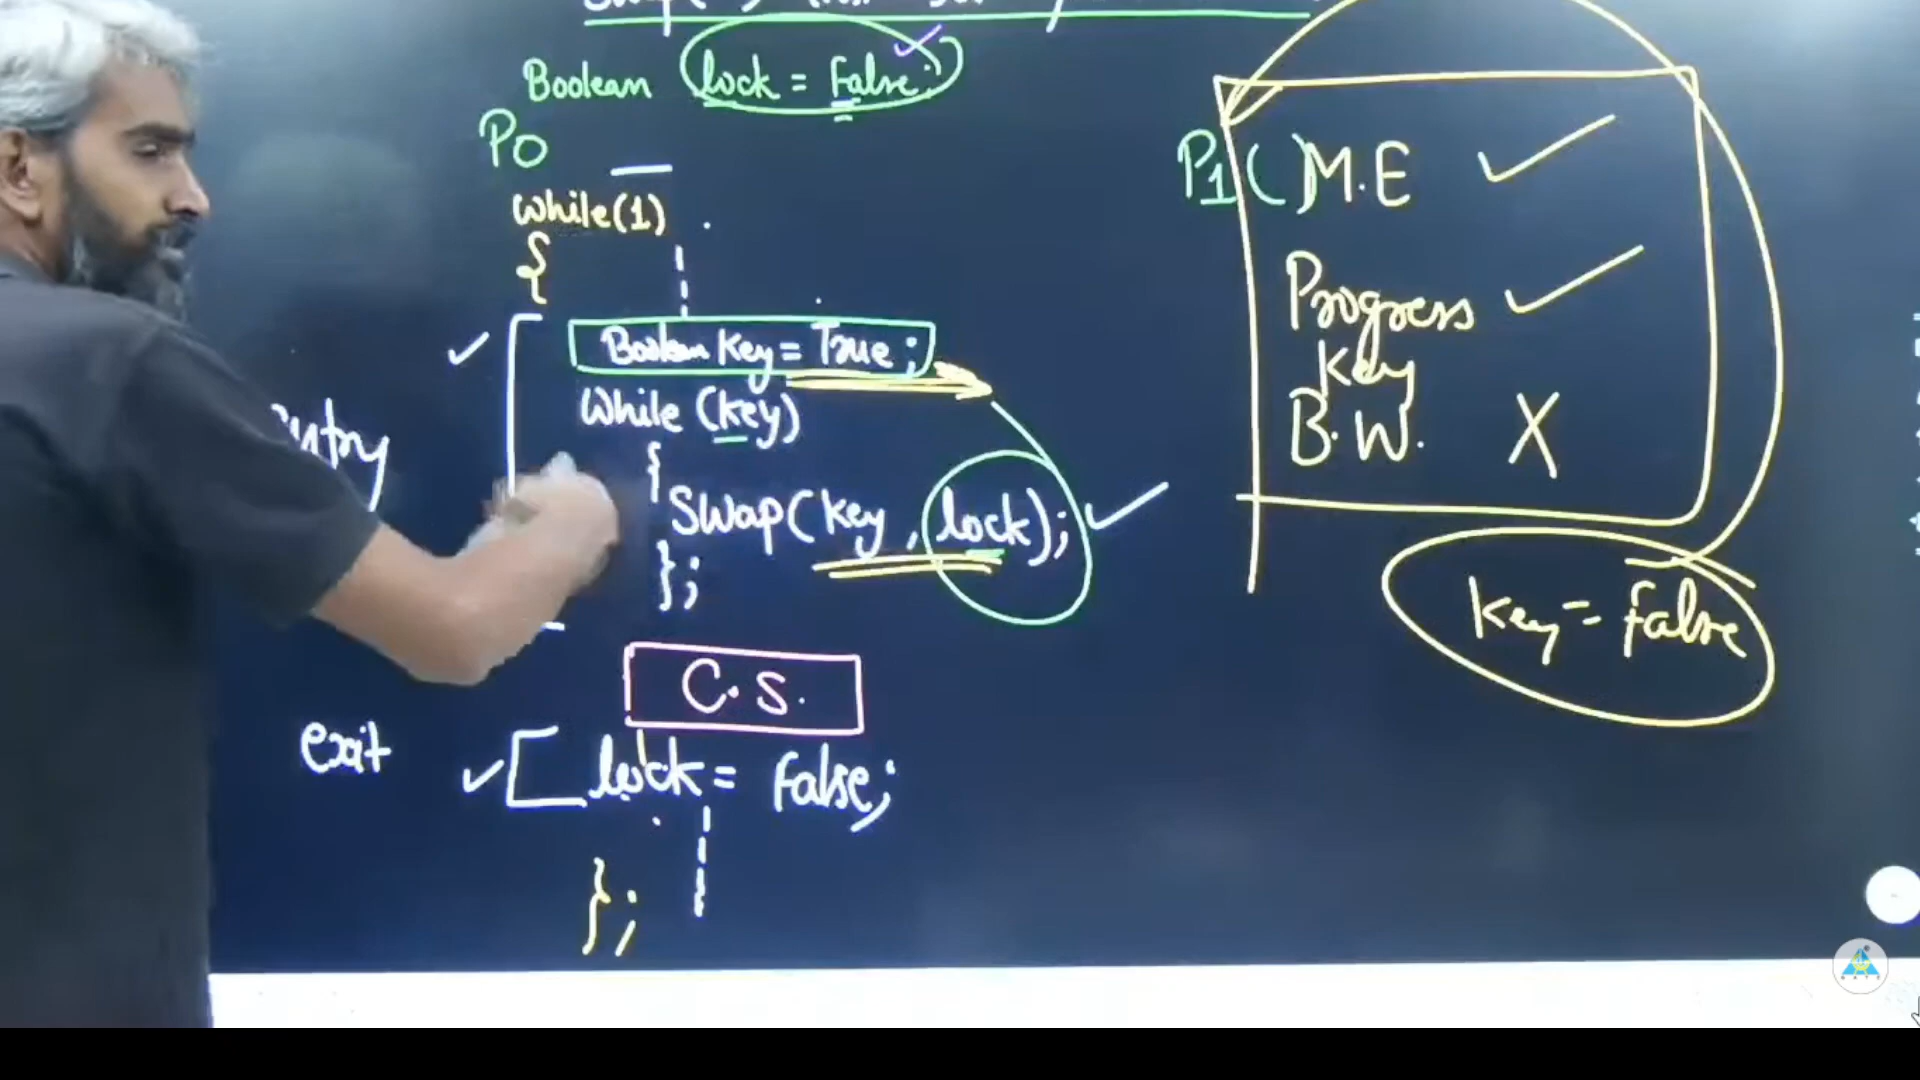 Boolean lock = False;
P0
While(1)
{
Boolean Key = True;
While (key)
{
Swap(key, lock);
};
C.S.
exit
lock = False;
};
P1( )
M.E
Progress
Key
B.W. X
Key = False